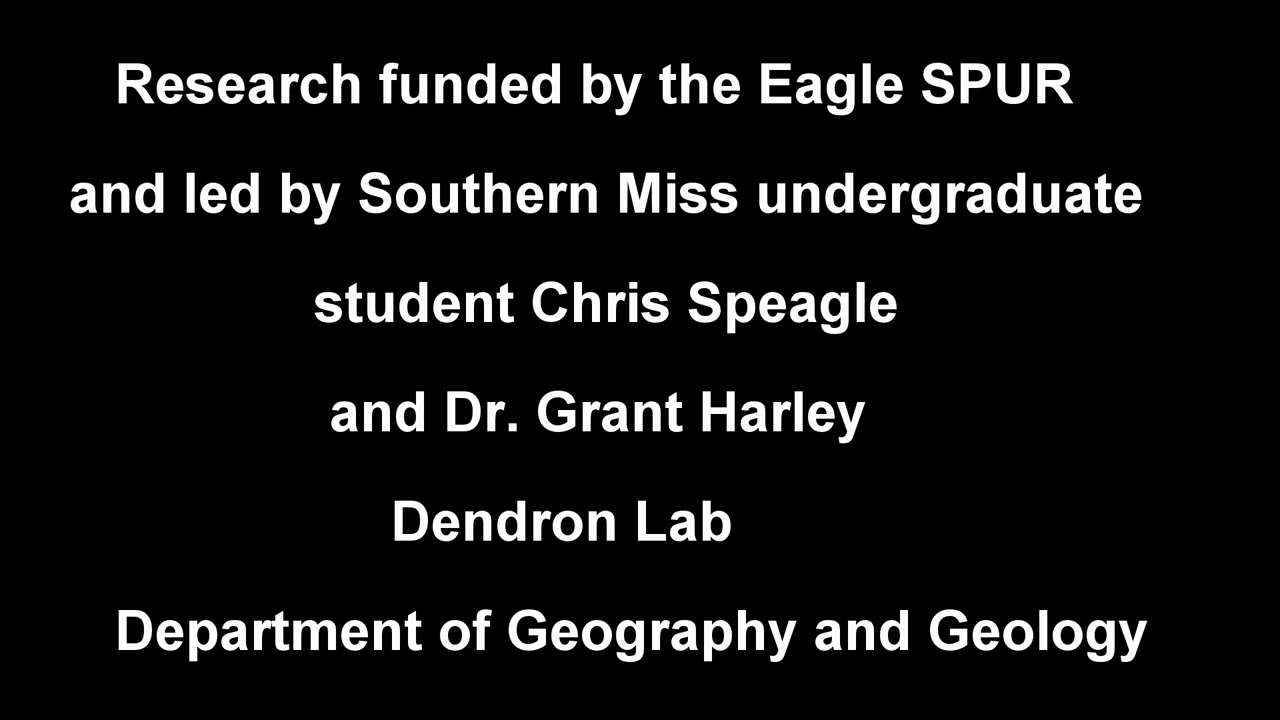 Research funded by the Eagle SPUR
and led by Southern Miss undergraduate
student Chris Speagle
and Dr. Grant Harley
Dendron Lab
Department of Geography and Geology